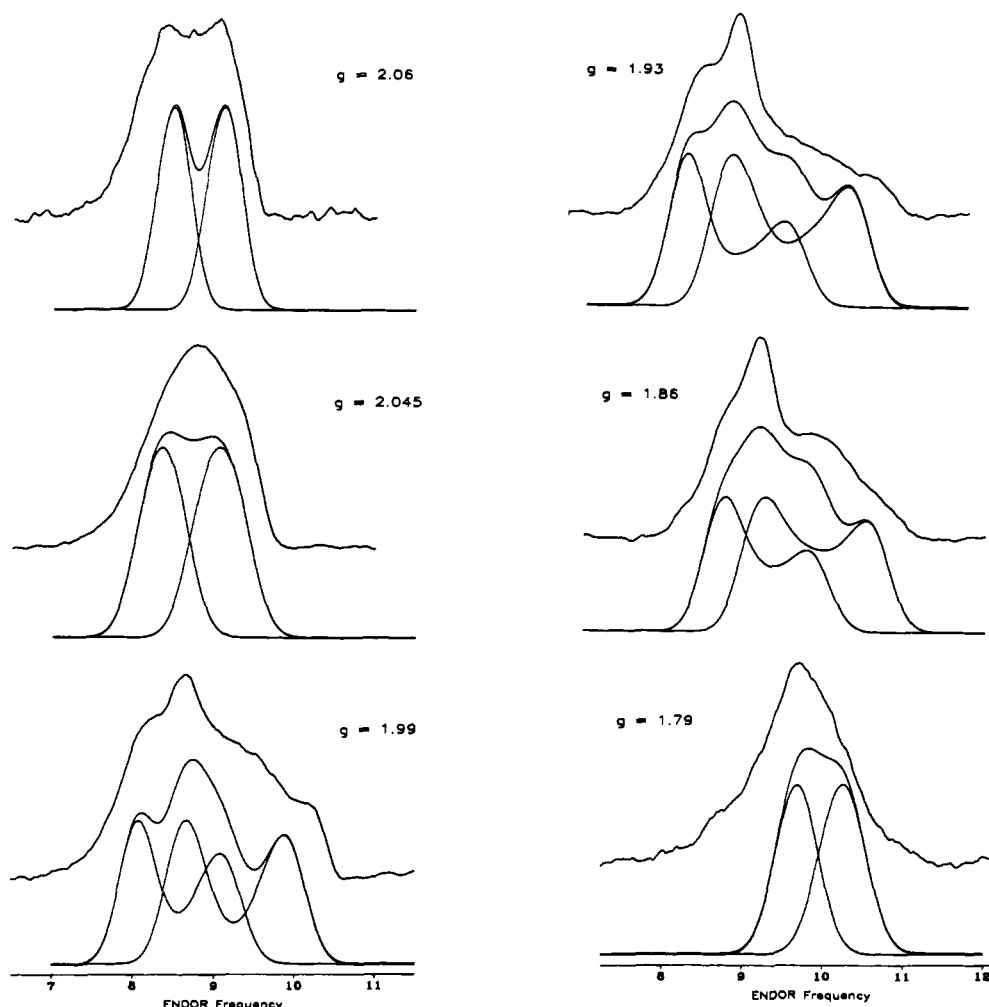 g = 2.06
g = 2.045
g = 1.99
7 8 9 10 11
ENDOR Frequency
g = 1.93
g = 1.86
g = 1.79
8 9 10 11 12
ENDOR Frequency